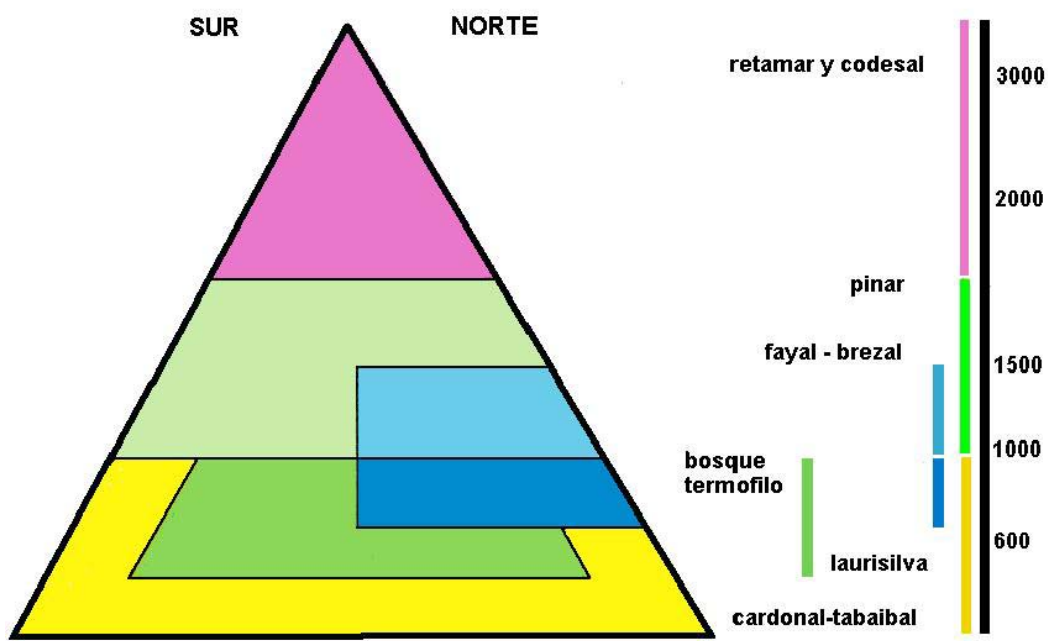 SUR
NORTE
retamar y codesal
3000
2000
pinar
fayal - brezal
1500
1000
bosque
termofilo
600
laurisilva
cardonal-tabaibal